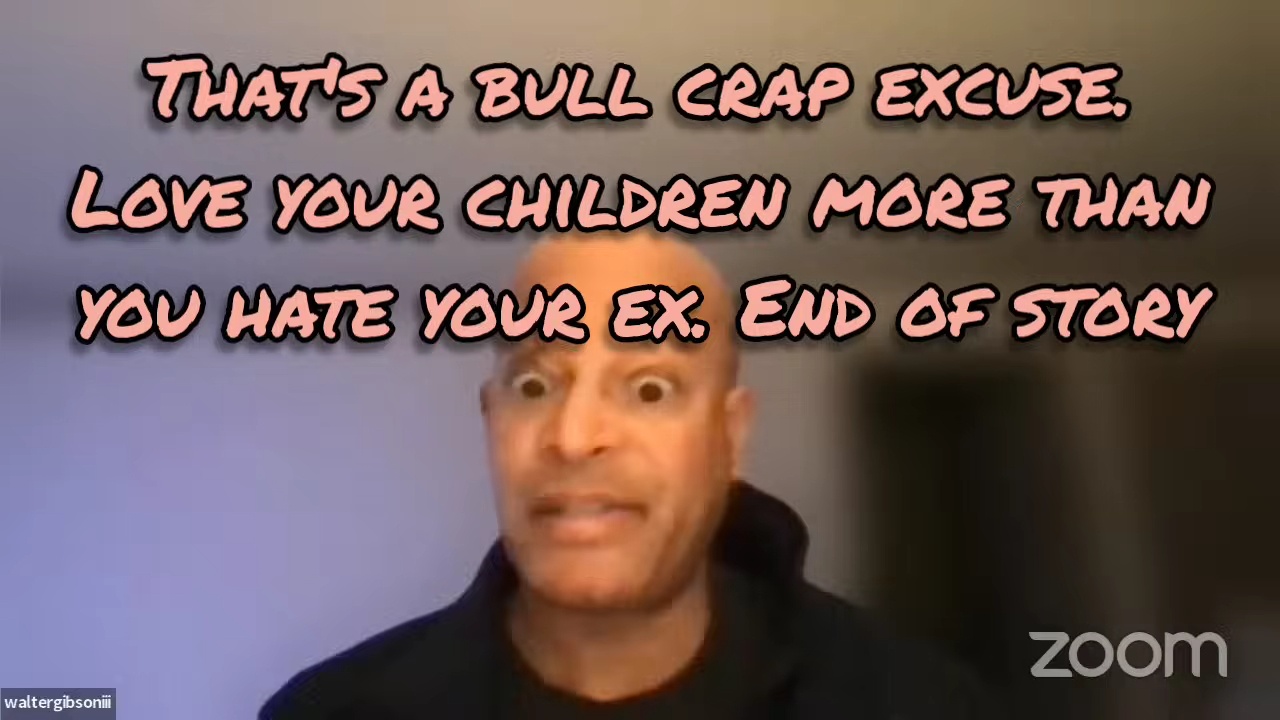 That's a bull crap excuse.
Love your children more than
you hate your ex. End of story
zoom
waltergibsoniii